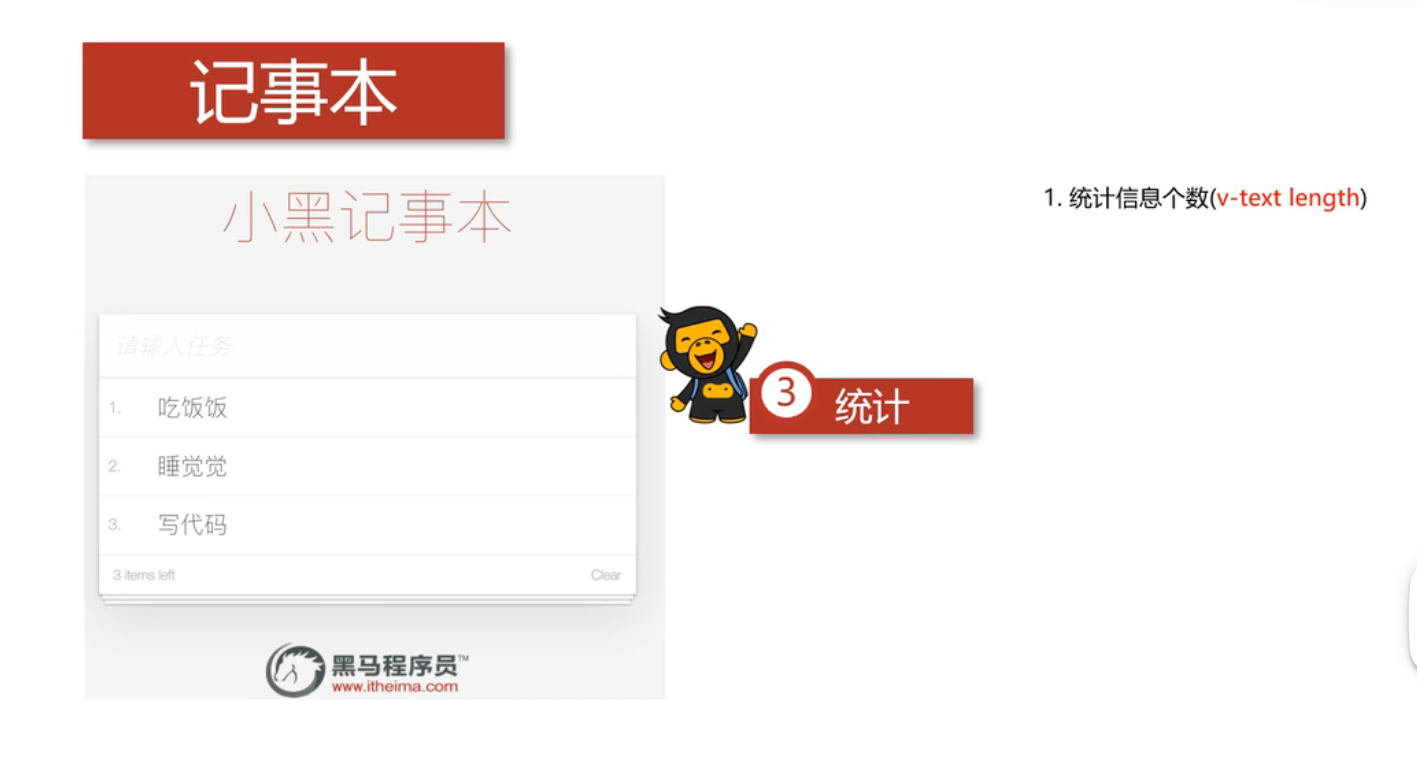 记事本
小黑记事本
请输入任务
1. 吃饭饭
2. 睡觉觉
3. 写代码
3 items left Clear
黑马程序员™
www.itheima.com
3 统计
1. 统计信息个数(v-text length)